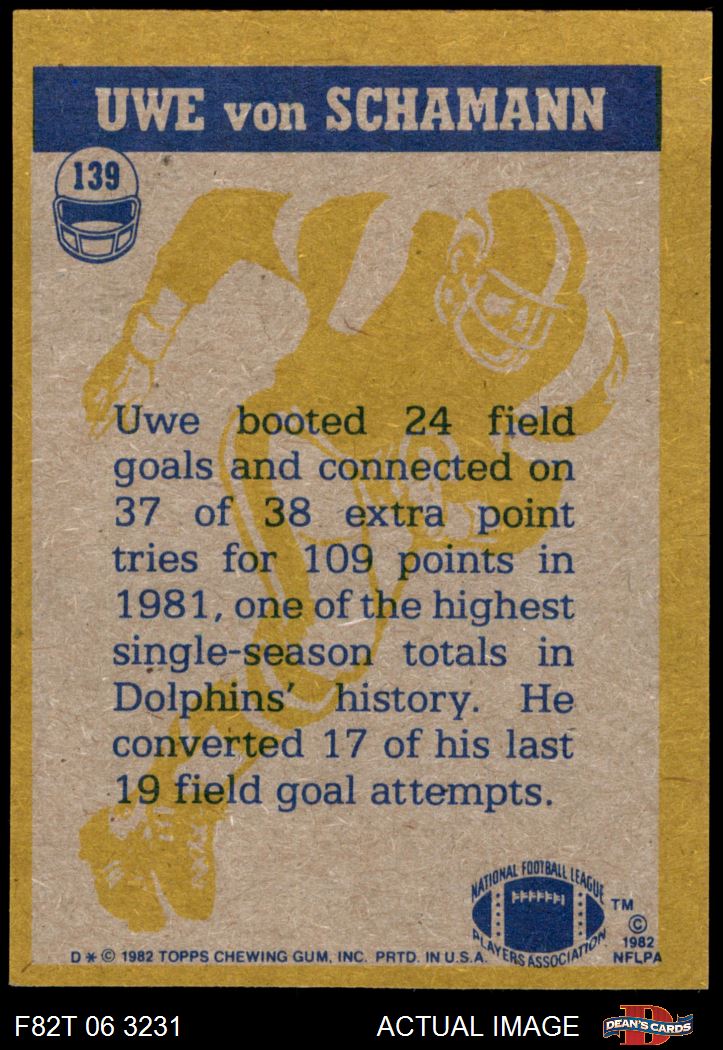 UWE von SCHAMANN
139
Uwe booted 24 field
goals and connected on
37 of 38 extra point
tries for 109 points in
1981, one of the highest
single-season totals in
Dolphins' history. He
converted 17 of his last
19 field goal attempts.
NATIONAL FOOTBALL LEAGUE
PLAYERS ASSOCIATION
TM
©
1982
NFLPA
D * © 1982 TOPPS CHEWING GUM, INC. PRTD. IN U.S.A.
F82T 06 3231
ACTUAL IMAGE
D
DEAN'S CARDS